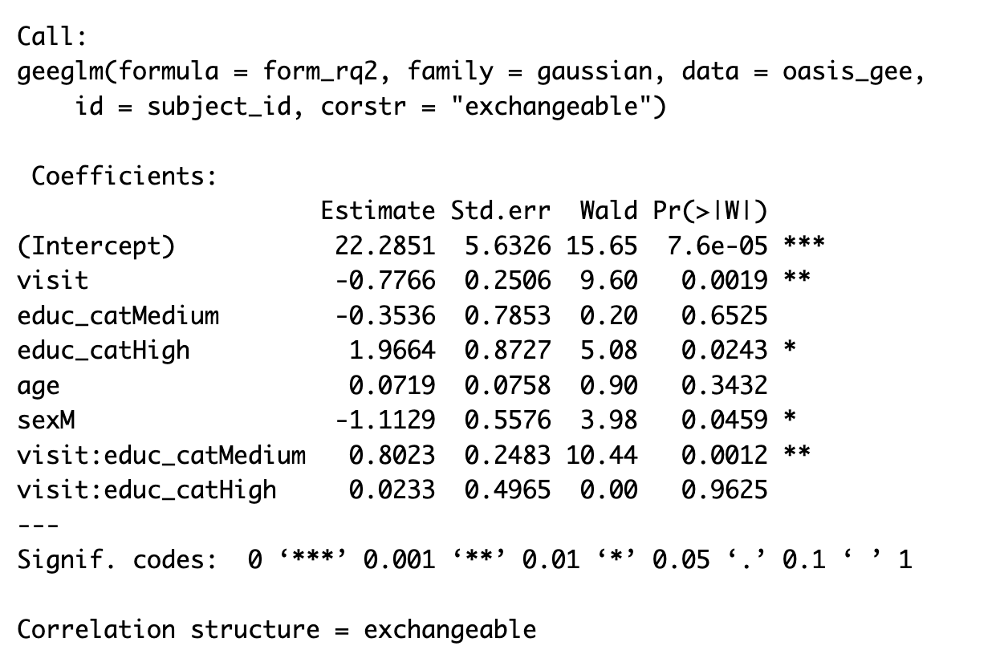 Call:
geeglm(formula = form_rq2, family = gaussian, data = oasis_gee,
    id = subject_id, corstr = "exchangeable")

 Coefficients:
                     Estimate Std.err  Wald Pr(>|W|)
(Intercept)           22.2851  5.6326 15.65  7.6e-05 ***
visit                 -0.7766  0.2506  9.60   0.0019 **
educ_catMedium        -0.3536  0.7853  0.20   0.6525
educ_catHigh           1.9664  0.8727  5.08   0.0243 *
age                    0.0719  0.0758  0.90   0.3432
sexM                  -1.1129  0.5576  3.98   0.0459 *
visit:educ_catMedium   0.8023  0.2483 10.44   0.0012 **
visit:educ_catHigh     0.0233  0.4965  0.00   0.9625
---
Signif. codes:  0 ‘***’ 0.001 ‘**’ 0.01 ‘*’ 0.05 ‘.’ 0.1 ‘ ’ 1

Correlation structure = exchangeable